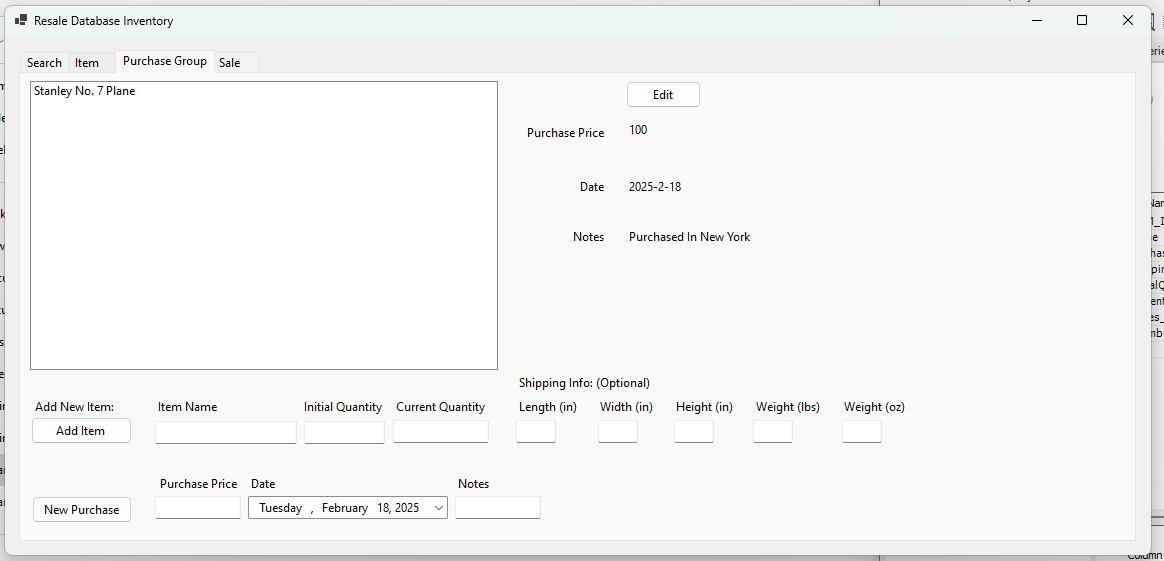 Resale Database Inventory
Search Item Purchase Group Sale
Stanley No. 7 Plane
Edit
Purchase Price 100
Date 2025-2-18
Notes Purchased In New York
Shipping Info: (Optional)
Add New Item: Item Name Initial Quantity Current Quantity Length (in) Width (in) Height (in) Weight (lbs) Weight (oz)
Add Item
Purchase Price Date Notes
New Purchase Tuesday , February 18, 2025
Column